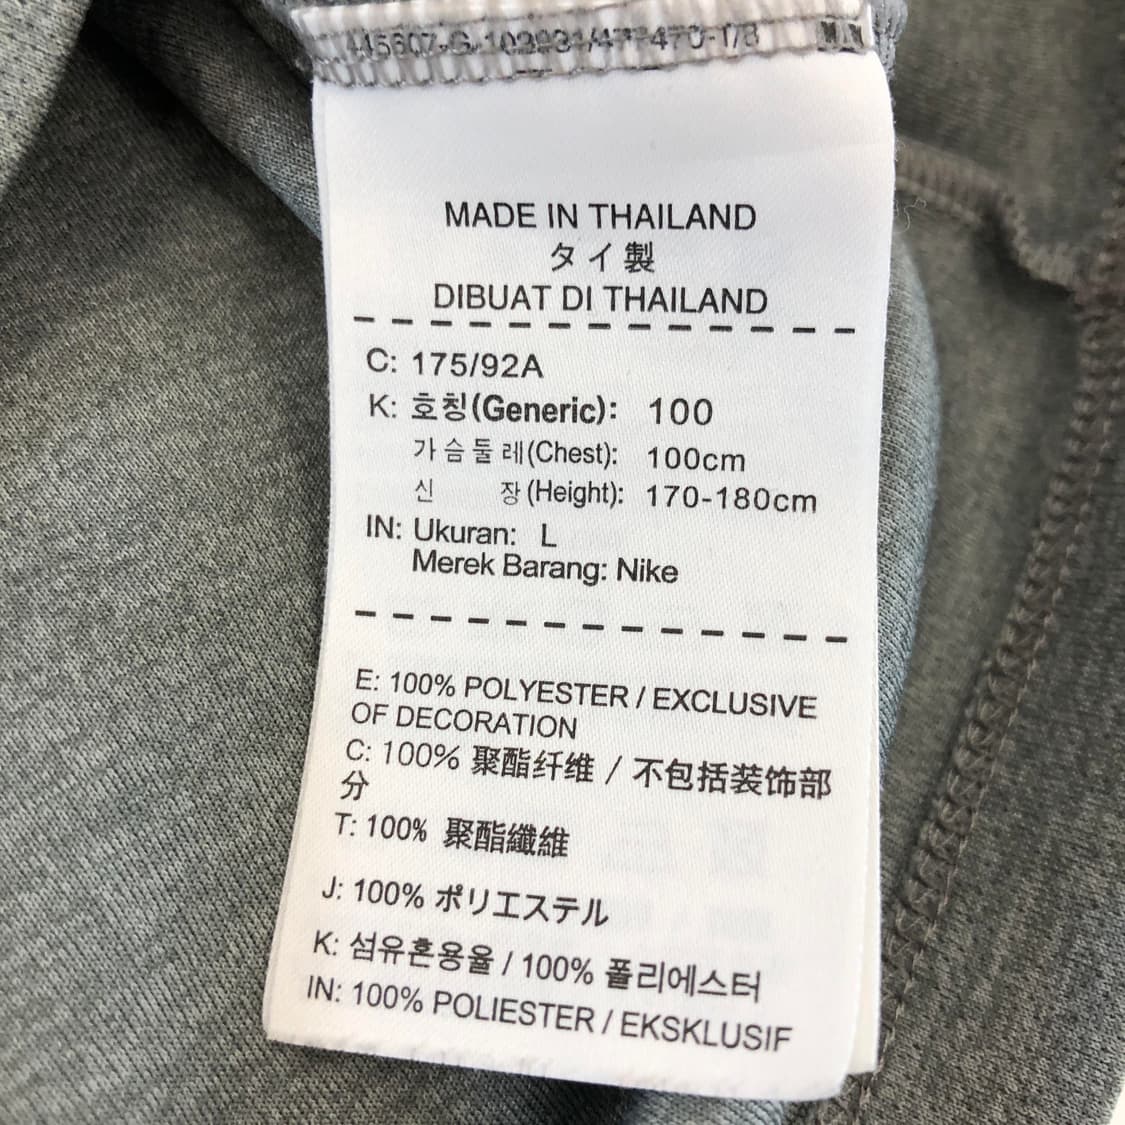 MADE IN THAILAND
タイ製
DIBUAT DI THAILAND
C: 175/92A
K: 호칭(Generic): 100
가슴둘레(Chest): 100cm
신 장(Height): 170-180cm
IN: Ukuran: L
Merek Barang: Nike
E: 100% POLYESTER / EXCLUSIVE
OF DECORATION
C: 100% 聚酯纤维 / 不包括装饰部
分
T: 100% 聚酯纖維
J: 100% ポリエステル
K: 섬유혼용율 / 100% 폴리에스터
IN: 100% POLIESTER / EKSKLUSIF